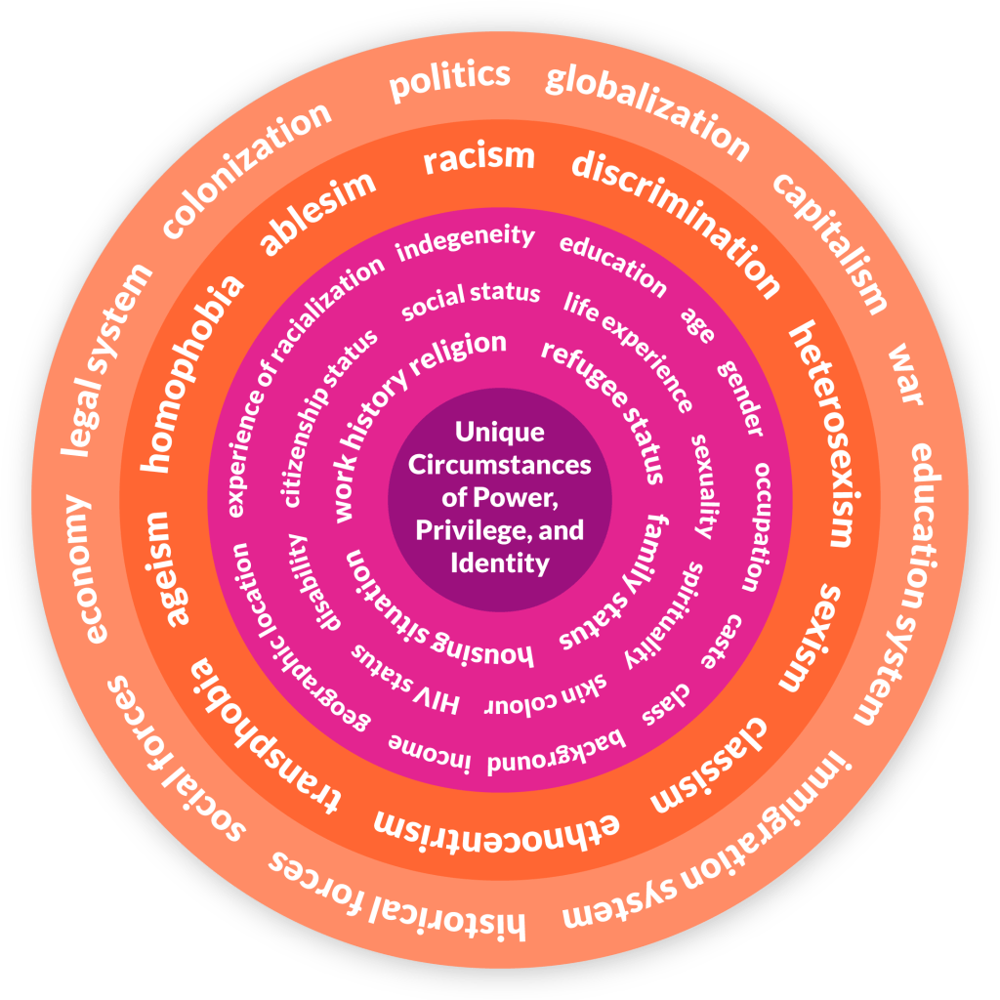 Unique
Circumstances
of Power,
Privilege, and
Identity
work history
religion
refugee status
family status
housing situation
citizenship status
social status
life experience
sexuality
spirituality
skin colour
HIV status
disability
experience of racialization
indegeneity
education
age
gender
occupation
caste
class
background
income
geographic location
homophobia
ablesim
racism
discrimination
heterosexism
sexism
classism
ethnocentrism
transphobia
ageism
legal system
colonization
politics
globalization
capitalism
war
education system
immigration system
historical forces
social forces
economy